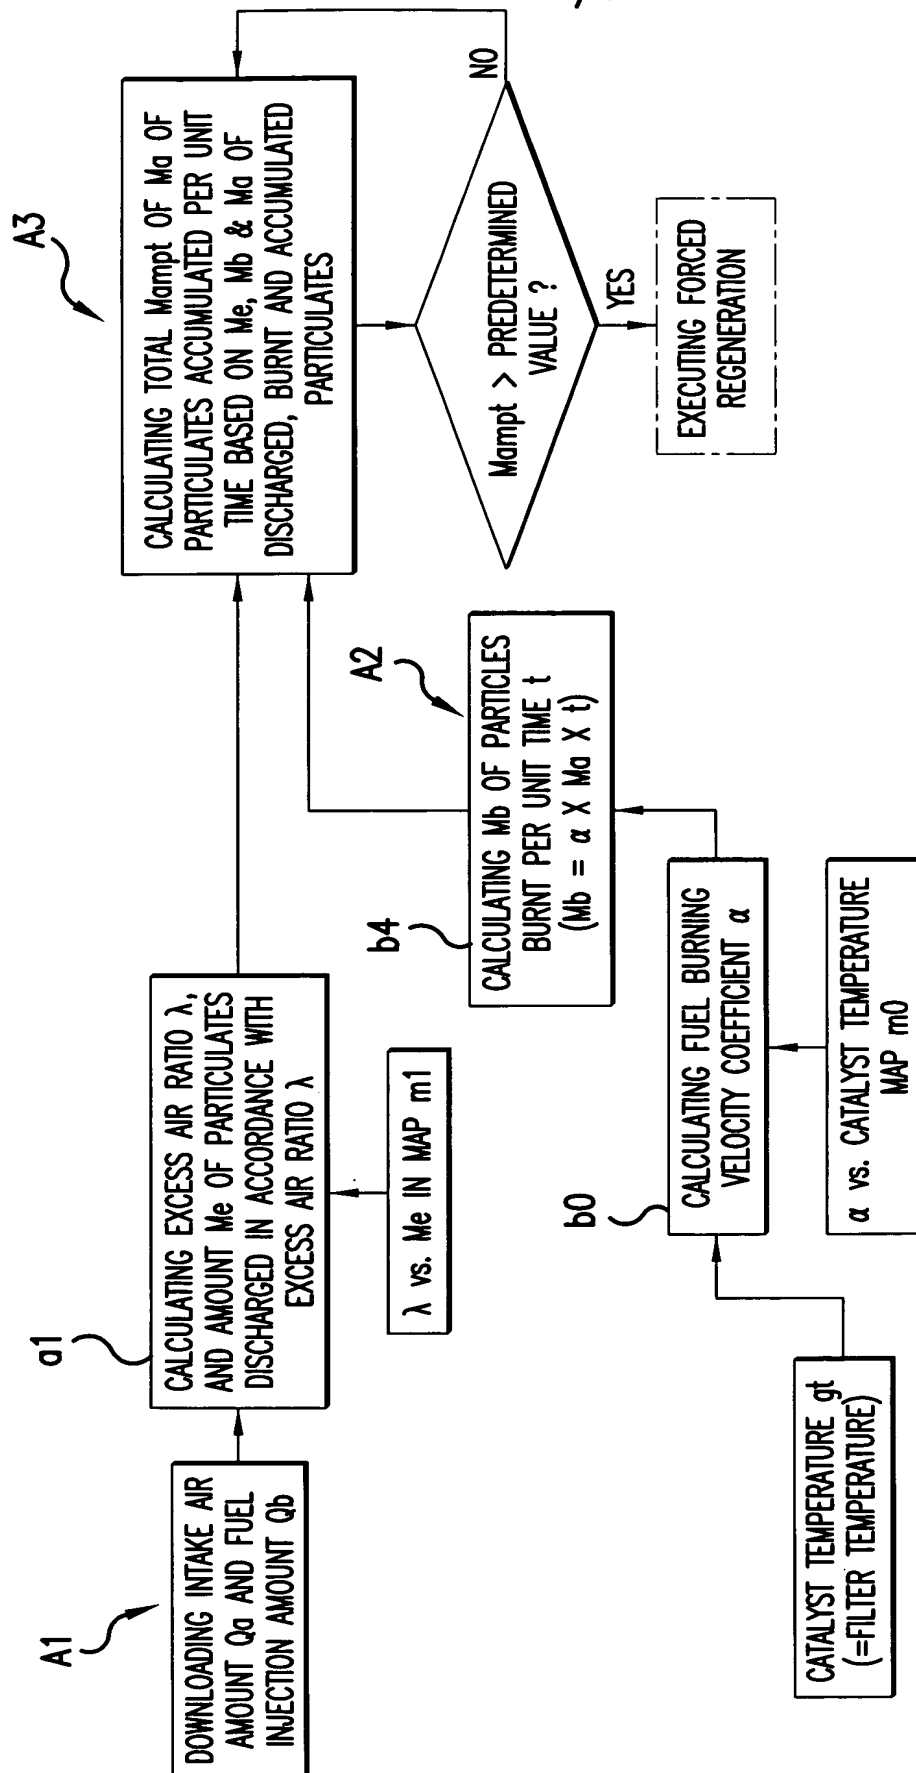 A1
DOWNLOADING INTAKE AIR
AMOUNT Qa AND FUEL
INJECTION AMOUNT Qb
a1
CALCULATING EXCESS AIR RATIO λ,
AND AMOUNT Me OF PARTICULATES
DISCHARGED IN ACCORDANCE WITH
EXCESS AIR RATIO λ
λ vs. Me IN MAP m1
A3
CALCULATING TOTAL Mampt OF Ma OF
PARTICULATES ACCUMULATED PER UNIT
TIME BASED ON Me, Mb & Ma OF
DISCHARGED, BURNT AND ACCUMULATED
PARTICULATES
NO
Mampt > PREDETERMINED
VALUE ?
YES
EXECUTING FORCED
REGENERATION
A2
b4
CALCULATING Mb OF PARTICLES
BURNT PER UNIT TIME t
(Mb = α X Ma X t)
b0
CALCULATING FUEL BURNING
VELOCITY COEFFICIENT α
α vs. CATALYST TEMPERATURE
MAP m0
CATALYST TEMPERATURE gt
(=FILTER TEMPERATURE)